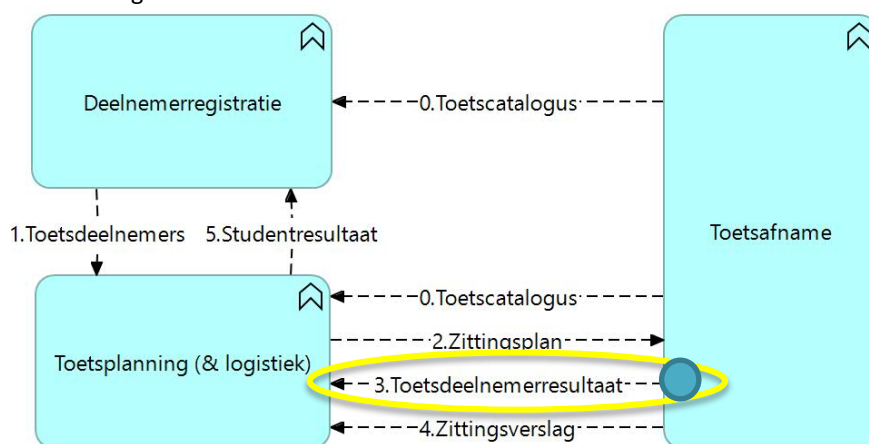 Deelnemerregistratie
0.Toetscatalogus
1.Toetsdeelnemers
5.Studentresultaat
Toetsafname
0.Toetscatalogus
Toetsplanning (& logistiek)
2.Zittingsplan
3.Toetsdeelnemerresultaat
4.Zittingsverslag